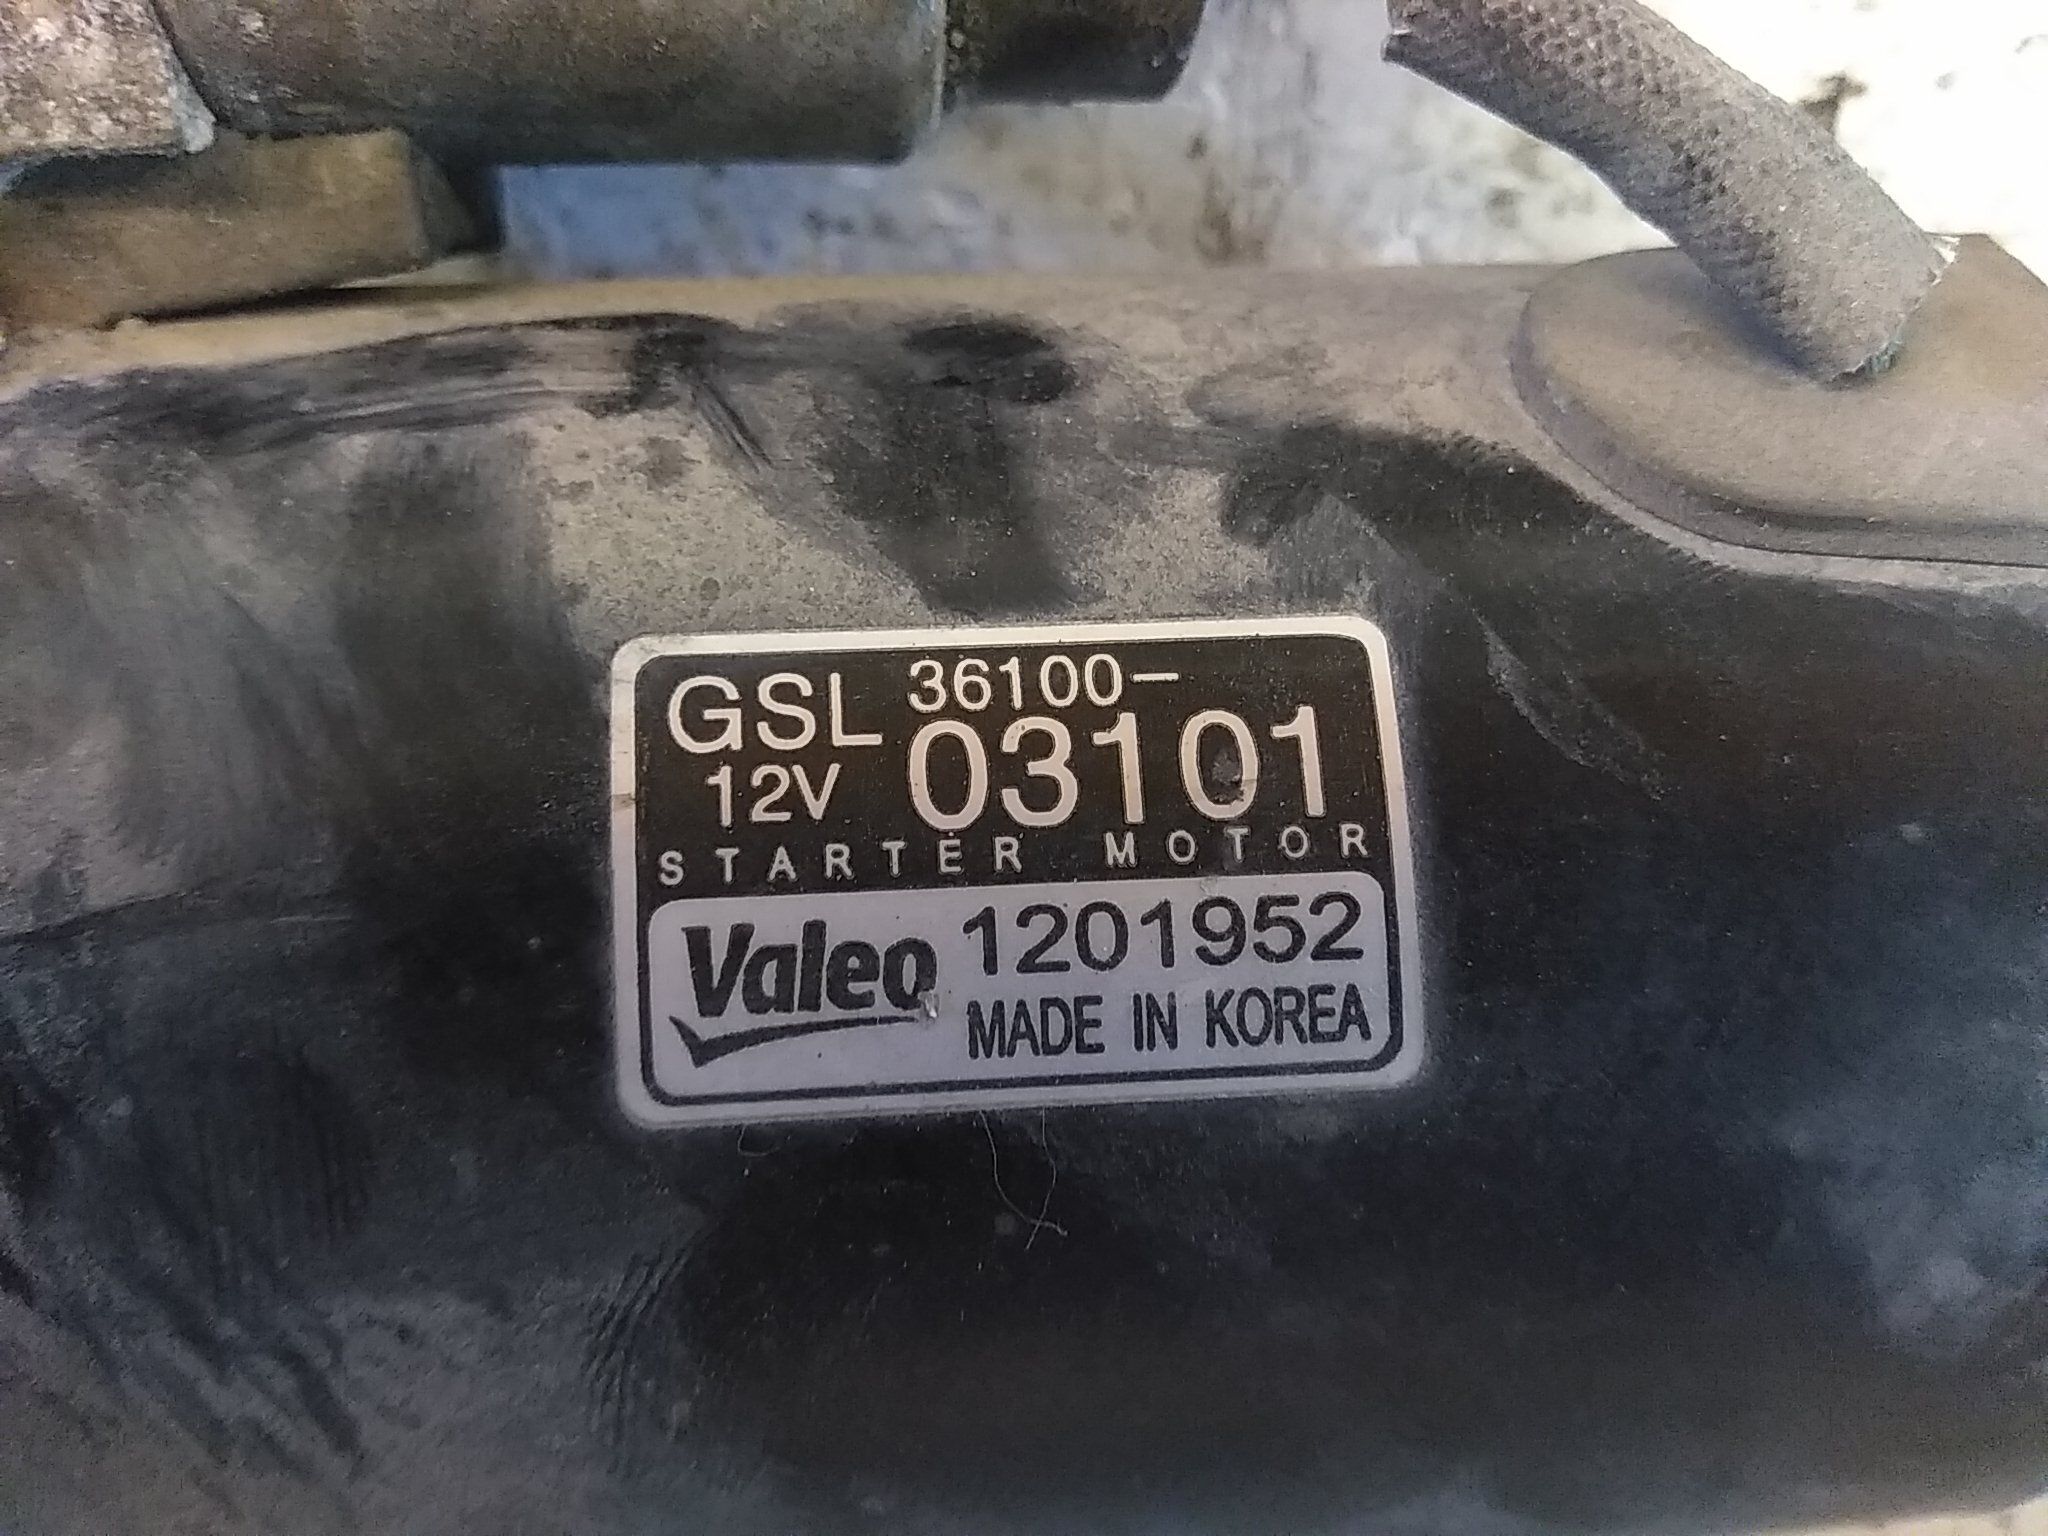 GSL 36100-
12V 03101
STARTER MOTOR
Valeo 1201952
MADE IN KOREA